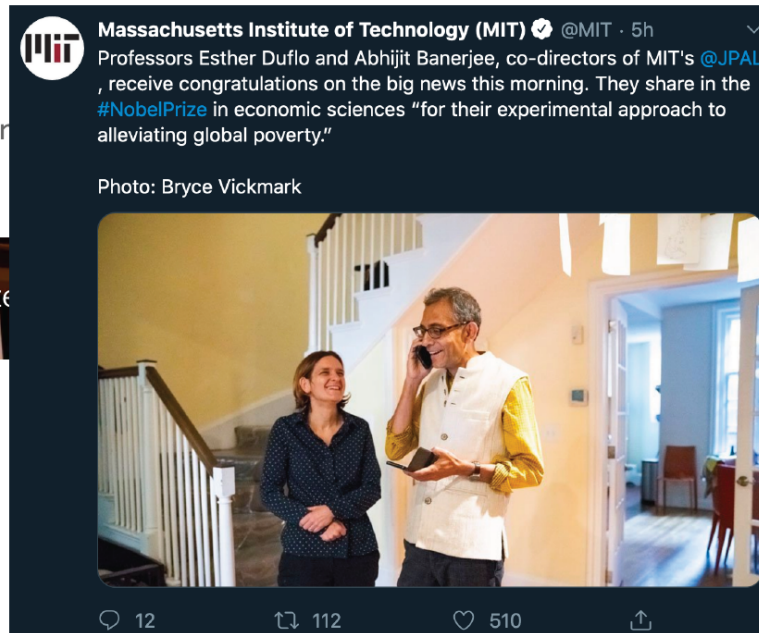 MIT
Massachusetts Institute of Technology (MIT) @MIT · 5h
Professors Esther Duflo and Abhijit Banerjee, co-directors of MIT's @JPAL
, receive congratulations on the big news this morning. They share in the
#NobelPrize in economic sciences “for their experimental approach to
alleviating global poverty.”
Photo: Bryce Vickmark
12 112 510